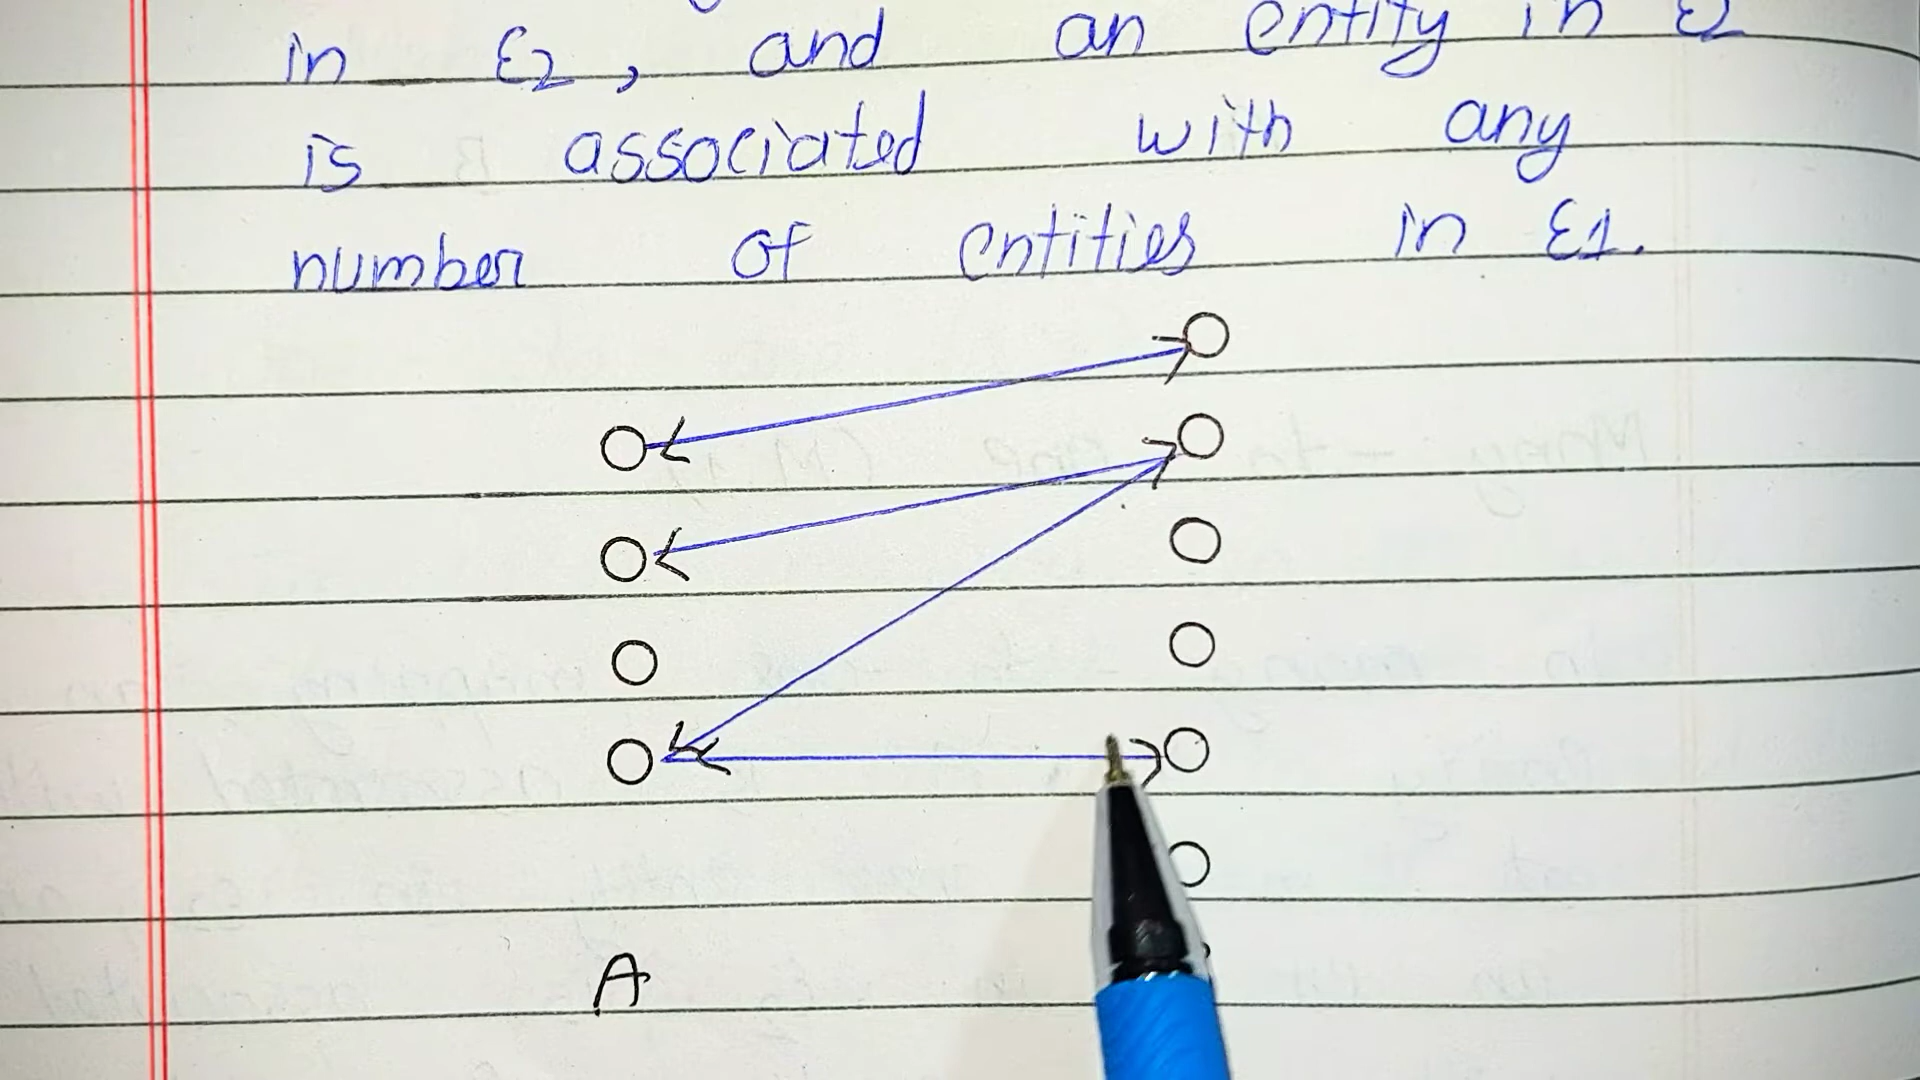 in E2, and an entity in E2
is associated with any
number of entities in E1.
A